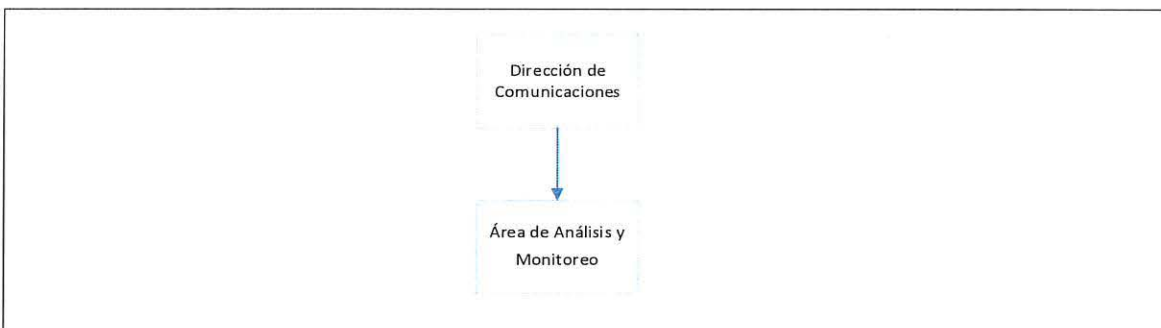 Dirección de
Comunicaciones
Área de Análisis y
Monitoreo